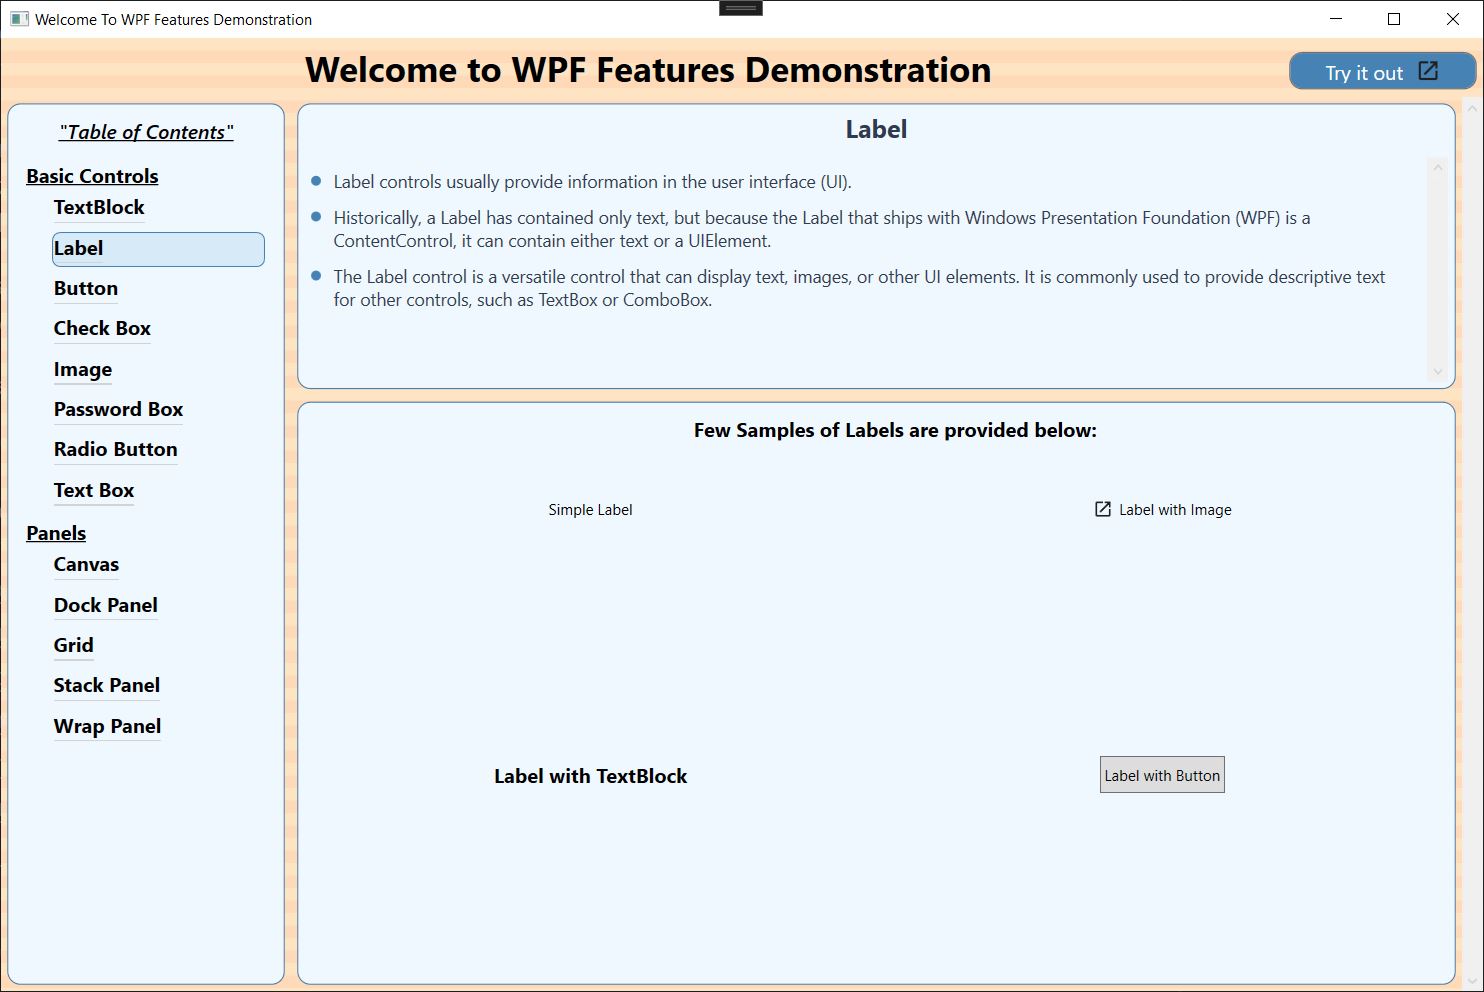 Welcome To WPF Features Demonstration
Welcome to WPF Features Demonstration
Try it out
"Table of Contents"
Basic Controls
TextBlock
Label
Button
Check Box
Image
Password Box
Radio Button
Text Box
Panels
Canvas
Dock Panel
Grid
Stack Panel
Wrap Panel
Label
Label controls usually provide information in the user interface (UI).
Historically, a Label has contained only text, but because the Label that ships with Windows Presentation Foundation (WPF) is a
ContentControl, it can contain either text or a UIElement.
The Label control is a versatile control that can display text, images, or other UI elements. It is commonly used to provide descriptive text
for other controls, such as TextBox or ComboBox.
Few Samples of Labels are provided below:
Simple Label
Label with Image
Label with TextBlock
Label with Button